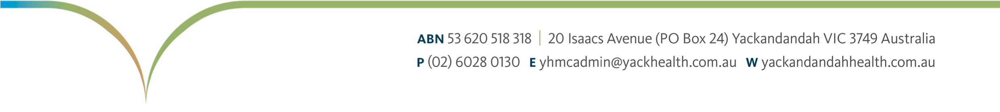 ABN 53 620 518 318 | 20 Isaacs Avenue (PO Box 24) Yackandandah VIC 3749 Australia
P (02) 6028 0130 E yhmcadmin@yackhealth.com.au W yackandandahhealth.com.au